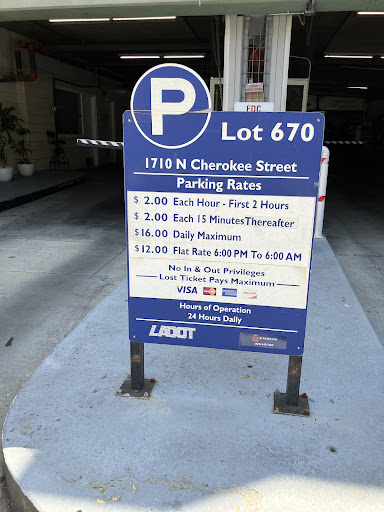 FDC
P
Lot 670
1710 N Cherokee Street
Parking Rates
$ 2.00 Each Hour - First 2 Hours
$ 2.00 Each 15 Minutes Thereafter
$16.00 Daily Maximum
$12.00 Flat Rate 6:00 PM To 6:00 AM
No In & Out Privileges
Lost Ticket Pays Maximum
VISA
Hours of Operation
24 Hours Daily
LADOT